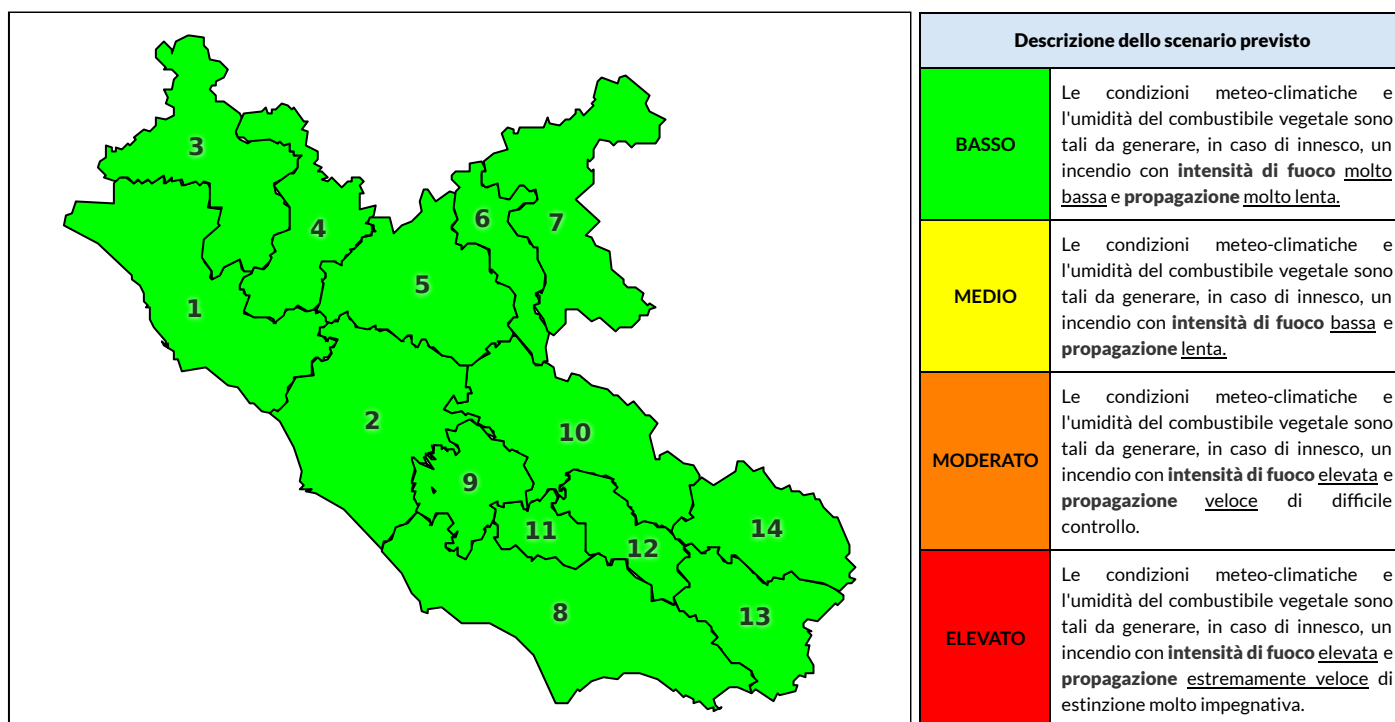 3
4
6
7
5
1
2
10
9
11
12
14
8
13
Descrizione dello scenario previsto
BASSO
Le condizioni meteo-climatiche e
l'umidità del combustibile vegetale sono
tali da generare, in caso di innesco, un
incendio con intensità di fuoco molto
bassa e propagazione molto lenta.
MEDIO
Le condizioni meteo-climatiche e
l'umidità del combustibile vegetale sono
tali da generare, in caso di innesco, un
incendio con intensità di fuoco bassa e
propagazione lenta.
MODERATO
Le condizioni meteo-climatiche e
l'umidità del combustibile vegetale sono
tali da generare, in caso di innesco, un
incendio con intensità di fuoco elevata e
propagazione veloce di difficile
controllo.
ELEVATO
Le condizioni meteo-climatiche e
l'umidità del combustibile vegetale sono
tali da generare, in caso di innesco, un
incendio con intensità di fuoco elevata e
propagazione estremamente veloce di
estinzione molto impegnativa.